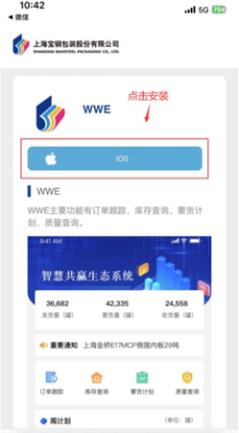 10:42
5G 79+
微信
上海宝钢包装股份有限公司
SHANGHAI BAOSTEEL PACKAGING CO., LTD.
WWE
点击安装
IOS
WWE
WWE主要功能有订单跟踪、库存查询、要货计
划、质量查询。
9:41 AM
智慧共赢生态系统
36,682 42,335 24,558
发货量（罐） 要货量（罐） 收货量（罐）
重要通知 上海金桥E17MCP侧围内板29吨
订单跟踪 库存查询 要货计划 质量查询
周计划 （单位：罐）